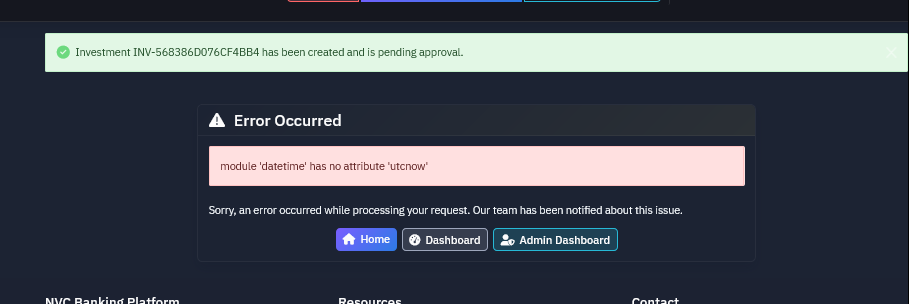 Investment INV-568386D076CF4BB4 has been created and is pending approval.
Error Occurred
module 'datetime' has no attribute 'utcnow'
Sorry, an error occurred while processing your request. Our team has been notified about this issue.
Home Dashboard Admin Dashboard
NVC Banking Platform Resources Contact